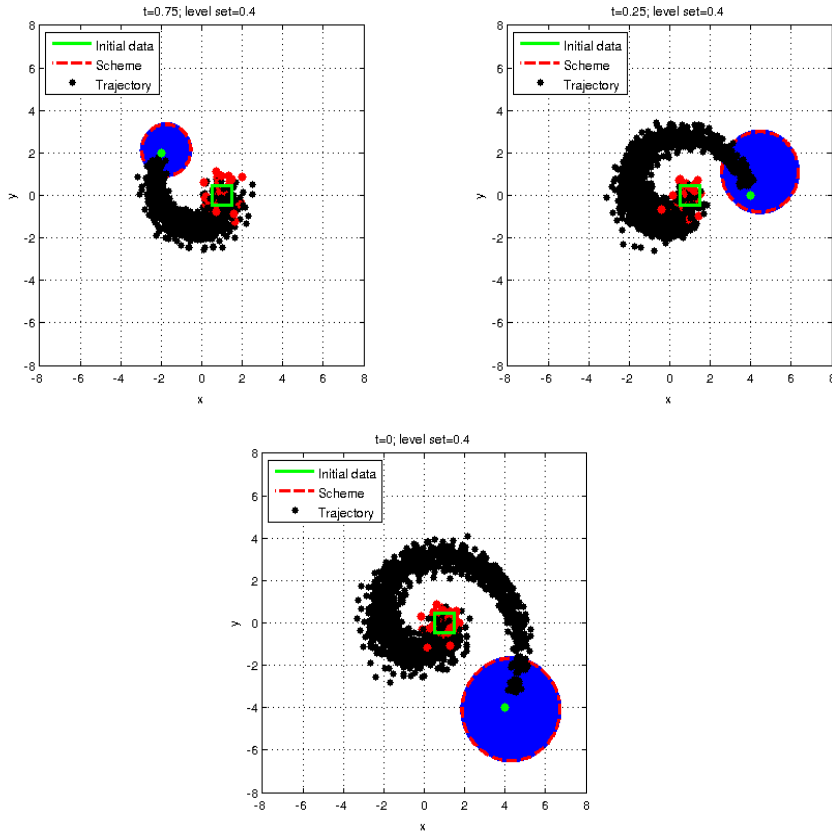 t=0.75; level set=0.4
8
6
4
2
0
-2
-4
-6
-8
y
Initial data
Scheme
Trajectory
-8 -6 -4 -2 0 2 4 6 8
x
t=0.25; level set=0.4
8
6
4
2
0
-2
-4
-6
-8
y
Initial data
Scheme
Trajectory
-8 -6 -4 -2 0 2 4 6 8
x
t=0; level set=0.4
8
6
4
2
0
-2
-4
-6
-8
y
Initial data
Scheme
Trajectory
-8 -6 -4 -2 0 2 4 6 8
x